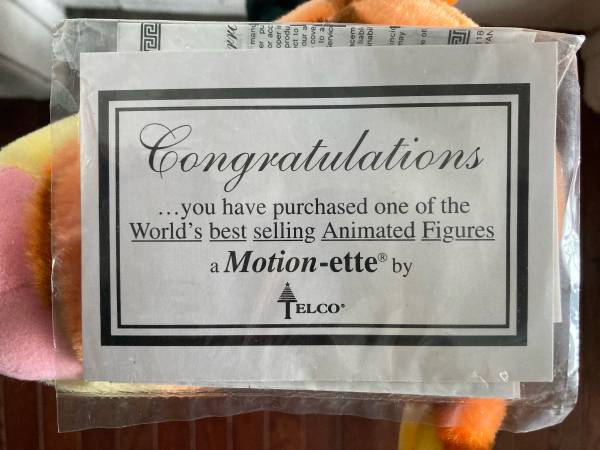 Congratulations
...you have purchased one of the
World's best selling Animated Figures
a Motion-ette® by
TELCO®